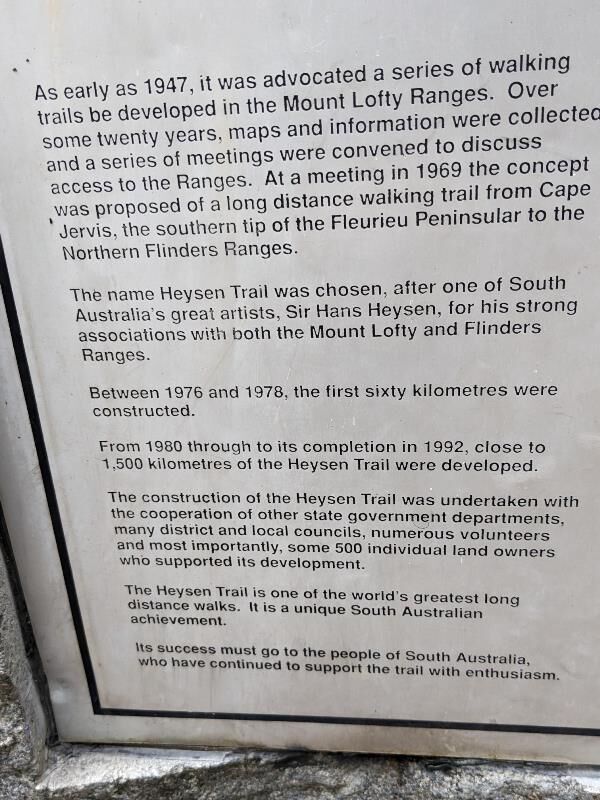 As early as 1947, it was advocated a series of walking
trails be developed in the Mount Lofty Ranges. Over
some twenty years, maps and information were collected
and a series of meetings were convened to discuss
access to the Ranges. At a meeting in 1969 the concept
was proposed of a long distance walking trail from Cape
Jervis, the southern tip of the Fleurieu Peninsular to the
Northern Flinders Ranges.
The name Heysen Trail was chosen, after one of South
Australia's great artists, Sir Hans Heysen, for his strong
associations with both the Mount Lofty and Flinders
Ranges.
Between 1976 and 1978, the first sixty kilometres were
constructed.
From 1980 through to its completion in 1992, close to
1,500 kilometres of the Heysen Trail were developed.
The construction of the Heysen Trail was undertaken with
the cooperation of other state government departments,
many district and local councils, numerous volunteers
and most importantly, some 500 individual land owners
who supported its development.
The Heysen Trail is one of the world's greatest long
distance walks. It is a unique South Australian
achievement.
Its success must go to the people of South Australia,
who have continued to support the trail with enthusiasm.